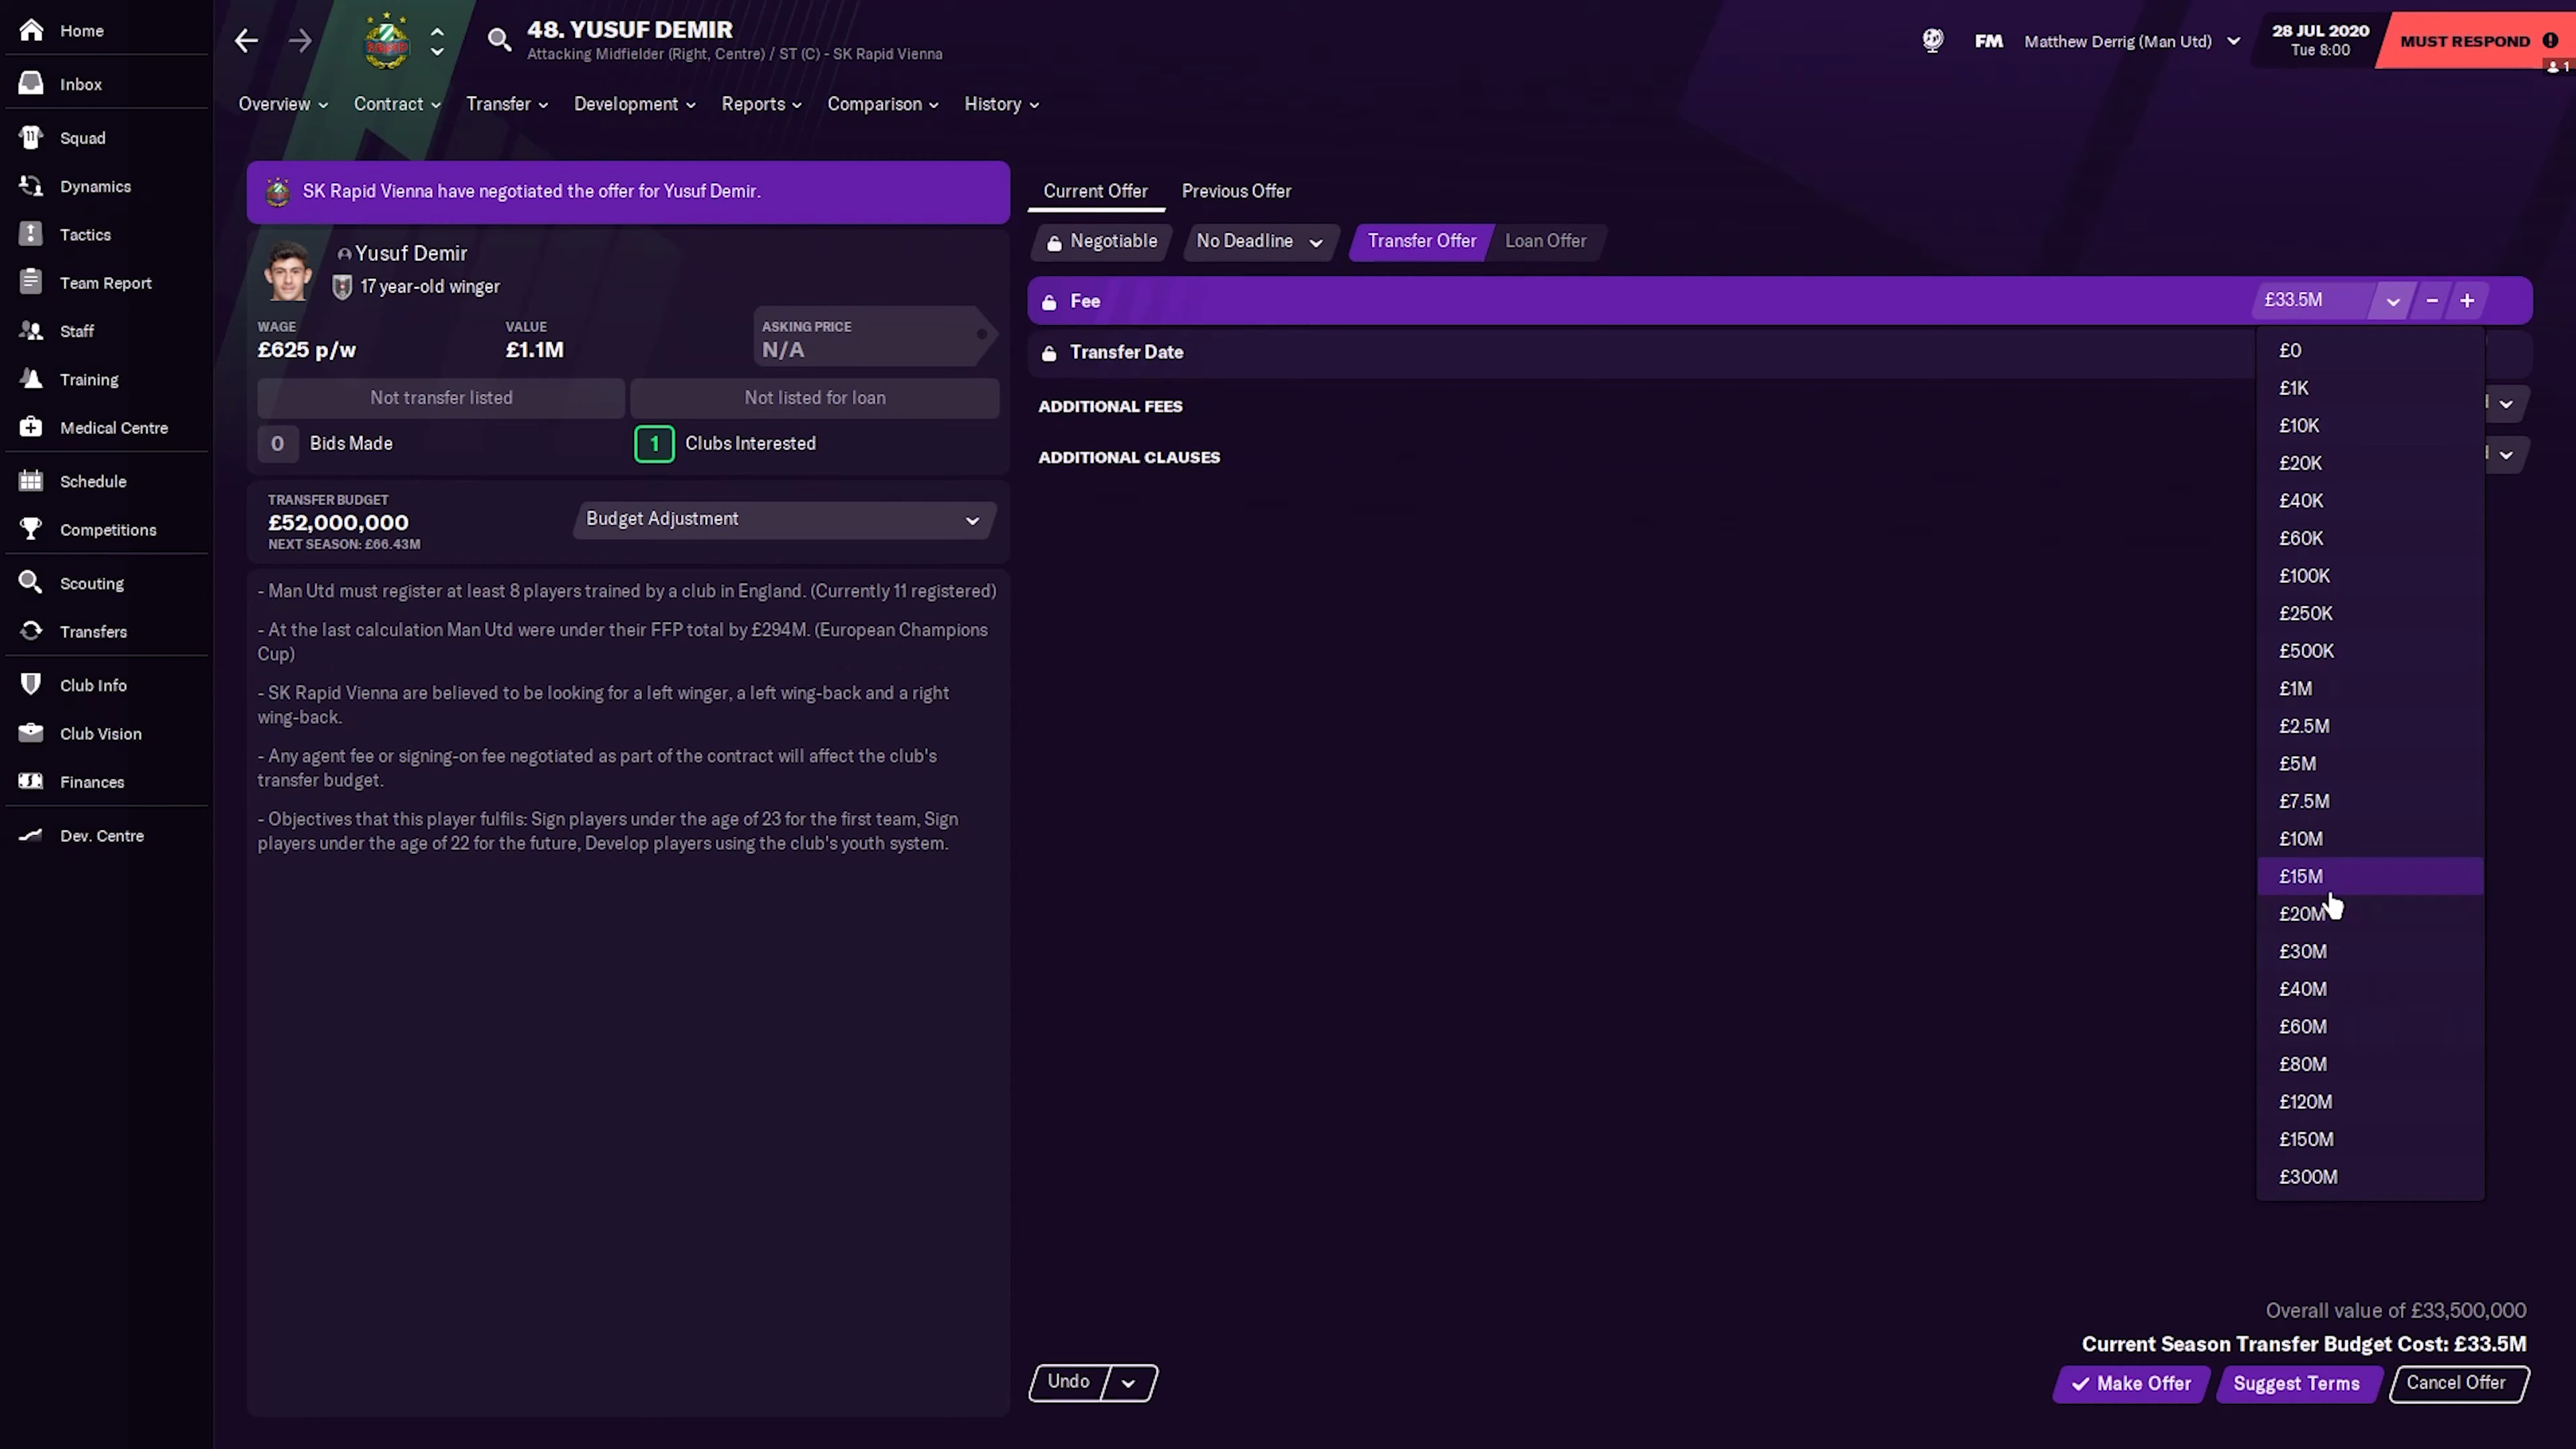 Home
Inbox
Squad
Dynamics
Tactics
Team Report
Staff
Training
Medical Centre
Schedule
Competitions
Scouting
Transfers
Club Info
Club Vision
Finances
Dev. Centre
48. YUSUF DEMIR
Attacking Midfielder (Right, Centre) / ST (C) - SK Rapid Vienna
FM
Matthew Derrig (Man Utd)
28 JUL 2020
Tue 8:00
MUST RESPOND
1
Overview
Contract
Transfer
Development
Reports
Comparison
History
SK Rapid Vienna have negotiated the offer for Yusuf Demir.
Yusuf Demir
17 year-old winger
WAGE
£625 p/w
VALUE
£1.1M
ASKING PRICE
N/A
Not transfer listed
Not listed for loan
0 Bids Made
1 Clubs Interested
TRANSFER BUDGET
£52,000,000
NEXT SEASON: £66.43M
Budget Adjustment
- Man Utd must register at least 8 players trained by a club in England. (Currently 11 registered)
- At the last calculation Man Utd were under their FFP total by £294M. (European Champions
Cup)
- SK Rapid Vienna are believed to be looking for a left winger, a left wing-back and a right
wing-back.
- Any agent fee or signing-on fee negotiated as part of the contract will affect the club's
transfer budget.
- Objectives that this player fulfils: Sign players under the age of 23 for the first team, Sign
players under the age of 22 for the future, Develop players using the club's youth system.
Current Offer
Previous Offer
Negotiable
No Deadline
Transfer Offer
Loan Offer
Fee
£33.5M
Transfer Date
ADDITIONAL FEES
ADDITIONAL CLAUSES
£0
£1K
£10K
£20K
£40K
£60K
£100K
£250K
£500K
£1M
£2.5M
£5M
£7.5M
£10M
£15M
£20M
£30M
£40M
£60M
£80M
£120M
£150M
£300M
Overall value of £33,500,000
Current Season Transfer Budget Cost: £33.5M
Undo
Make Offer
Suggest Terms
Cancel Offer